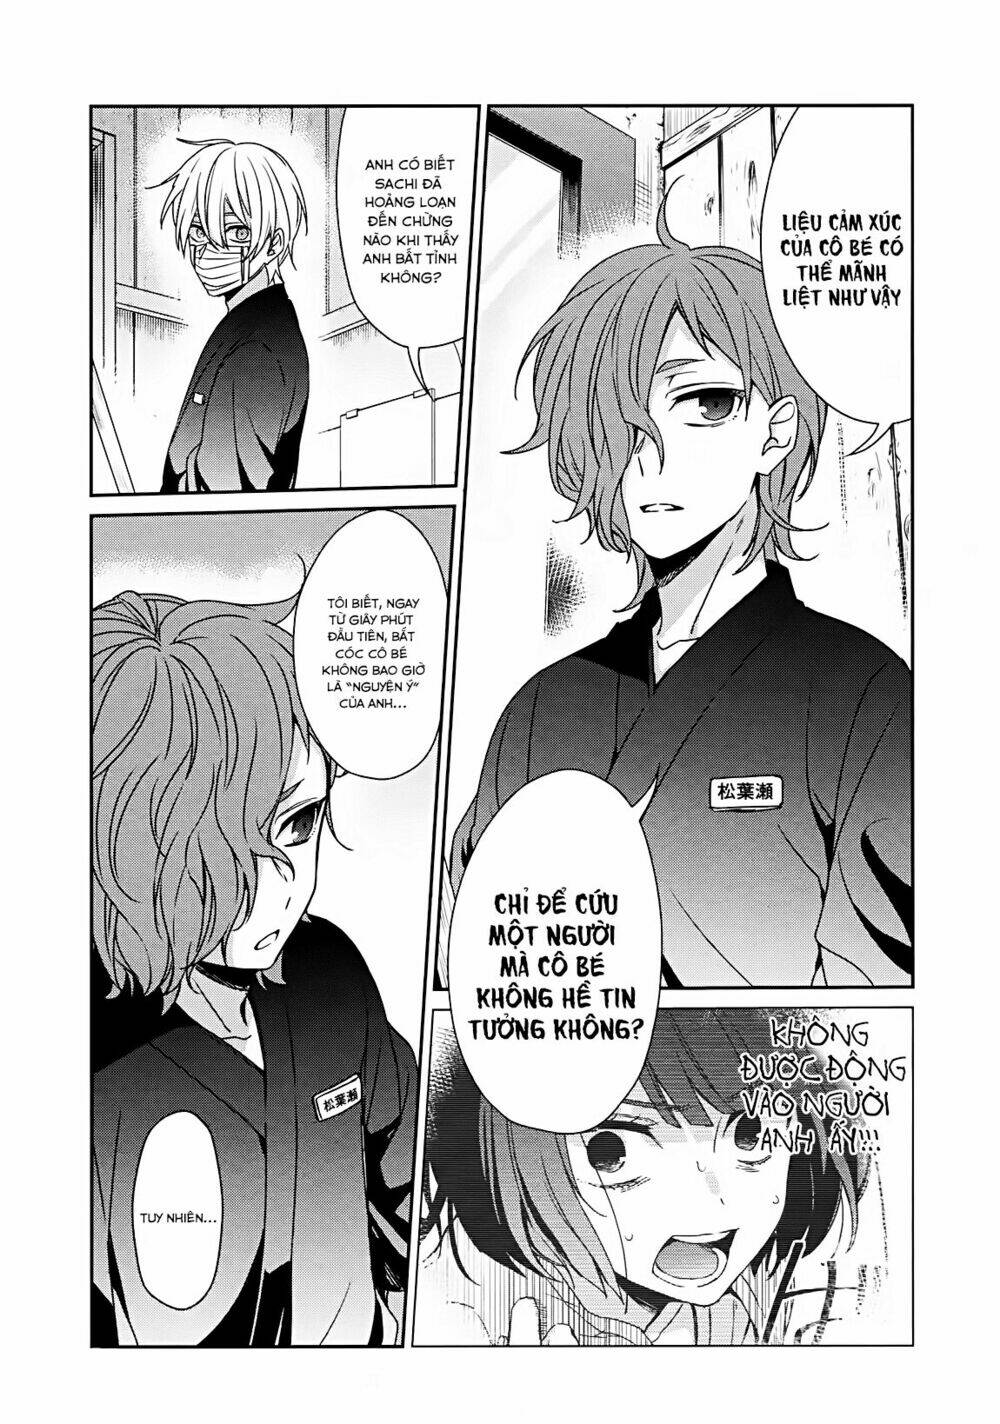 LIỆU CẢM XÚC
CỦA CÔ BÉ CÓ
THỂ MÃNH
LIỆT NHƯ VẬY
松葉瀬
CHỈ ĐỂ CỨU
MỘT NGƯỜI
MÀ CÔ BÉ
KHÔNG HỀ TIN
TƯỞNG KHÔNG?
ANH CÓ BIẾT
SACHI ĐÃ
HOẢNG LOẠN
ĐẾN CHỪNG
NÀO KHI THẤY
ANH BẤT TỈNH
KHÔNG?
KHÔNG
ĐƯỢC ĐỘNG
VÀO NGƯỜI
ANH ẤY!!!
TÔI BIẾT, NGAY
TỪ GIÂY PHÚT
ĐẦU TIÊN, BẮT
CÓC CÔ BÉ
KHÔNG BAO GIỜ
LÀ “NGUYỆN Ý”
CỦA ANH...
松葉瀬
TUY NHIÊN...